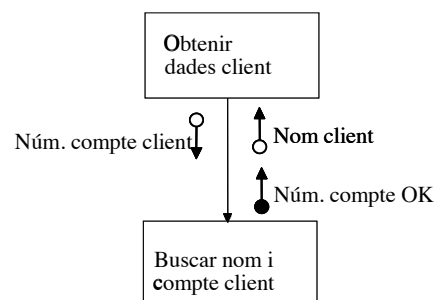 Obtenir
dades client
Núm. compte client
Nom client
Núm. compte OK
Buscar nom i
compte client